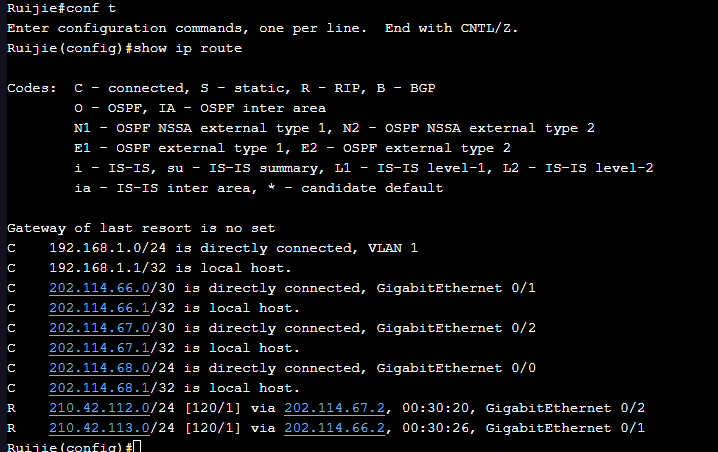 Ruijie#conf t
Enter configuration commands, one per line.  End with CNTL/Z.
Ruijie(config)#show ip route
Codes:  C - connected, S - static, R - RIP, B - BGP
        O - OSPF, IA - OSPF inter area
        N1 - OSPF NSSA external type 1, N2 - OSPF NSSA external type 2
        E1 - OSPF external type 1, E2 - OSPF external type 2
        i - IS-IS, su - IS-IS summary, L1 - IS-IS level-1, L2 - IS-IS level-2
        ia - IS-IS inter area, * - candidate default
Gateway of last resort is no set
C    192.168.1.0/24 is directly connected, VLAN 1
C    192.168.1.1/32 is local host.
C    202.114.66.0/30 is directly connected, GigabitEthernet 0/1
C    202.114.66.1/32 is local host.
C    202.114.67.0/30 is directly connected, GigabitEthernet 0/2
C    202.114.67.1/32 is local host.
C    202.114.68.0/24 is directly connected, GigabitEthernet 0/0
C    202.114.68.1/32 is local host.
R    210.42.112.0/24 [120/1] via 202.114.67.2, 00:30:20, GigabitEthernet 0/2
R    210.42.113.0/24 [120/1] via 202.114.66.2, 00:30:26, GigabitEthernet 0/1
Ruijie(config)#